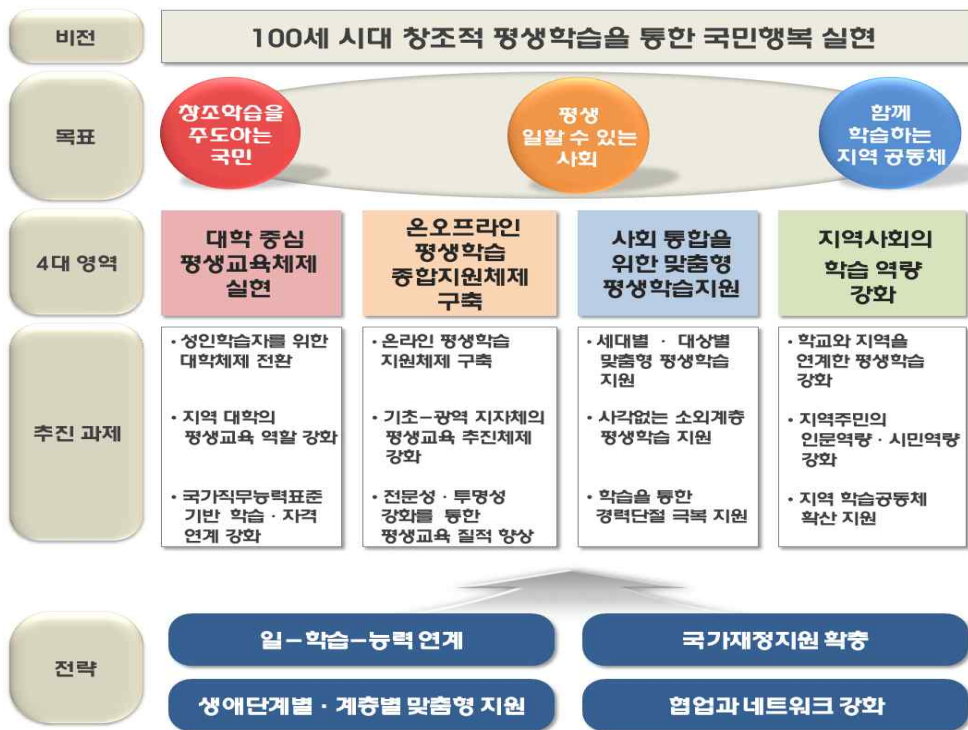 비전
100세 시대 창조적 평생학습을 통한 국민행복 실현
목표
창조학습을
주도하는
국민
평생
일할 수 있는
사회
함께
학습하는
지역 공동체
4대 영역
대학 중심
평생교육체제
실현
온오프라인
평생학습
종합지원체제
구축
사회 통합을
위한 맞춤형
평생학습지원
지역사회의
학습 역량
강화
추진 과제
· 성인학습자를 위한
대학체제 전환
· 지역 대학의
평생교육 역할 강화
· 국가직무능력표준
기반 학습 · 자격
연계 강화
· 온라인 평생학습
지원체제 구축
· 기초-광역 지자체의
평생교육 추진체제
강화
· 전문성 · 투명성
강화를 통한
평생교육 질적 향상
· 세대별 · 대상별
맞춤형 평생학습
지원
· 사각없는 소외계층
평생학습 지원
· 학습을 통한
경력단절 극복 지원
· 학교와 지역을
연계한 평생학습
강화
· 지역주민의
인문역량 · 시민역량
강화
· 지역 학습공동체
확산 지원
전략
일-학습-능력 연계
국가재정지원 확충
생애단계별 · 계층별 맞춤형 지원
협업과 네트워크 강화